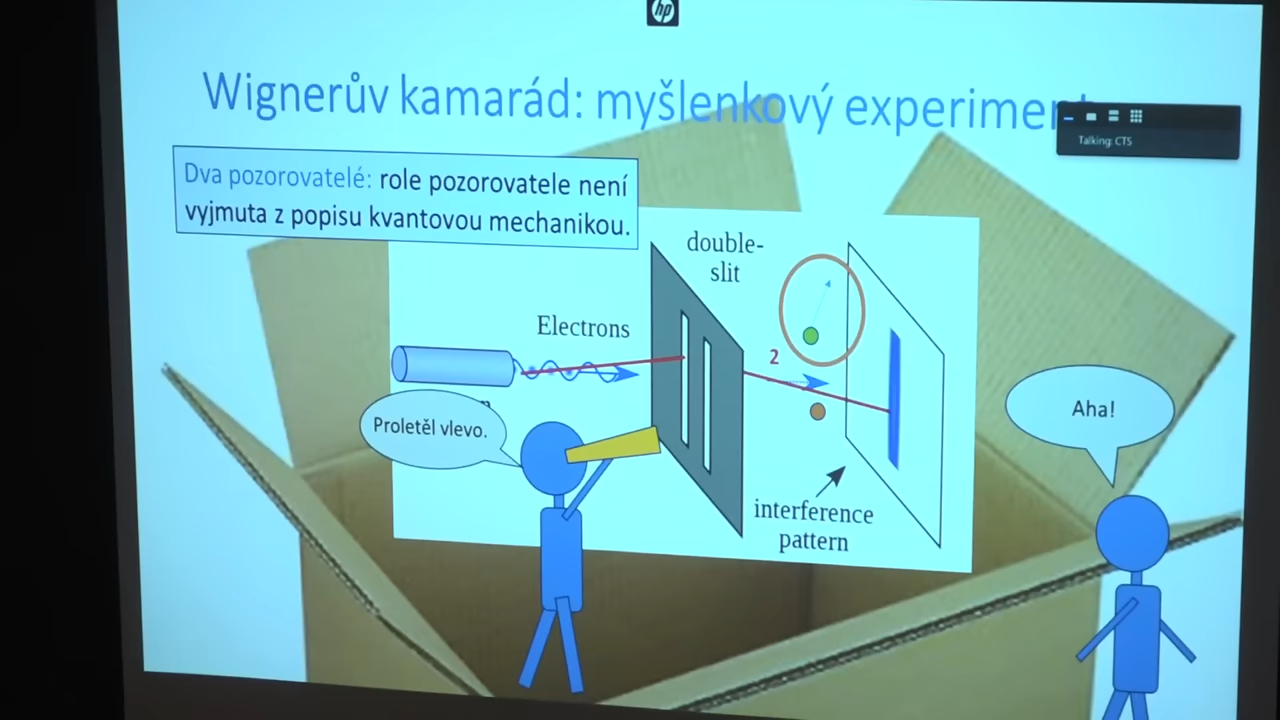 hp
Wignerův kamarád: myšlenkový experiment
Talking: CTS
Dva pozorovatelé: role pozorovatele není
vyjmuta z popisu kvantovou mechanikou.
double-
slit
Electrons
2
Proletěl vlevo.
Aha!
interference
pattern